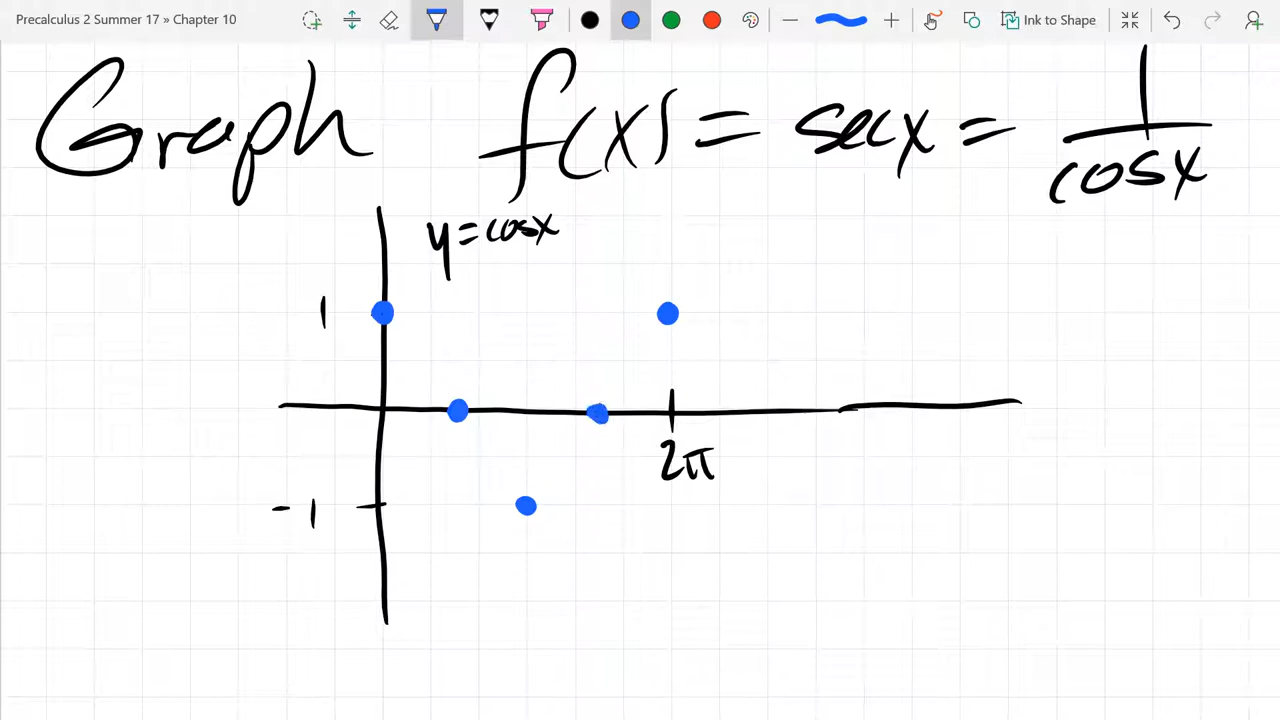 Precalculus 2 Summer 17 » Chapter 10
Ink to Shape
Graph f(x) = secx = 1/cosx
y=cosx
1
2π
-1